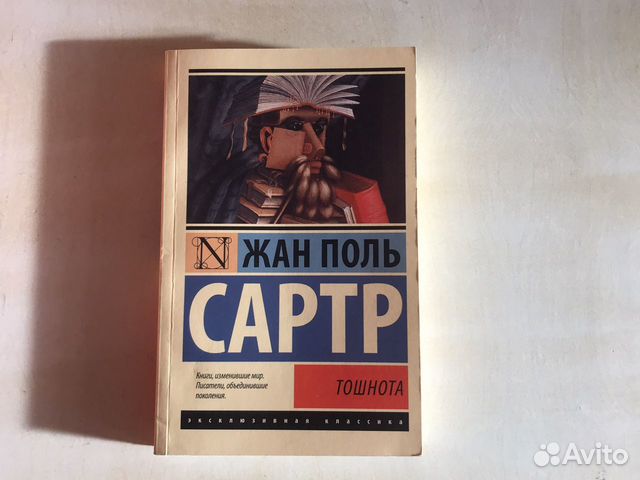 N ЖАН ПОЛЬ
САРТР
Книги, изменившие мир.
Писатели, объединившие
поколения.
ТОШНОТА
ЭКСКЛЮЗИВНАЯ КЛАССИКА
Avito